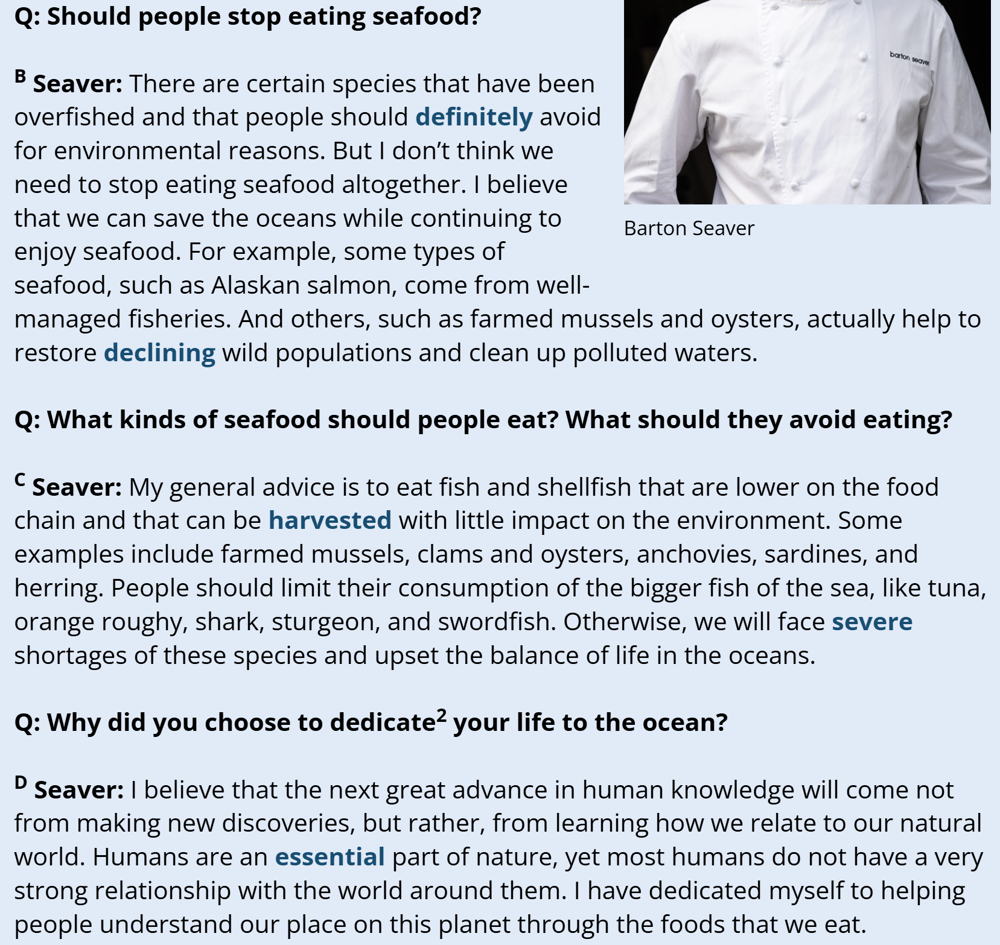 Q: Should people stop eating seafood?
barton seaver
Barton Seaver
B Seaver: There are certain species that have been
overfished and that people should definitely avoid
for environmental reasons. But I don’t think we
need to stop eating seafood altogether. I believe
that we can save the oceans while continuing to
enjoy seafood. For example, some types of
seafood, such as Alaskan salmon, come from well-
managed fisheries. And others, such as farmed mussels and oysters, actually help to
restore declining wild populations and clean up polluted waters.
Q: What kinds of seafood should people eat? What should they avoid eating?
C Seaver: My general advice is to eat fish and shellfish that are lower on the food
chain and that can be harvested with little impact on the environment. Some
examples include farmed mussels, clams and oysters, anchovies, sardines, and
herring. People should limit their consumption of the bigger fish of the sea, like tuna,
orange roughy, shark, sturgeon, and swordfish. Otherwise, we will face severe
shortages of these species and upset the balance of life in the oceans.
Q: Why did you choose to dedicate2 your life to the ocean?
D Seaver: I believe that the next great advance in human knowledge will come not
from making new discoveries, but rather, from learning how we relate to our natural
world. Humans are an essential part of nature, yet most humans do not have a very
strong relationship with the world around them. I have dedicated myself to helping
people understand our place on this planet through the foods that we eat.